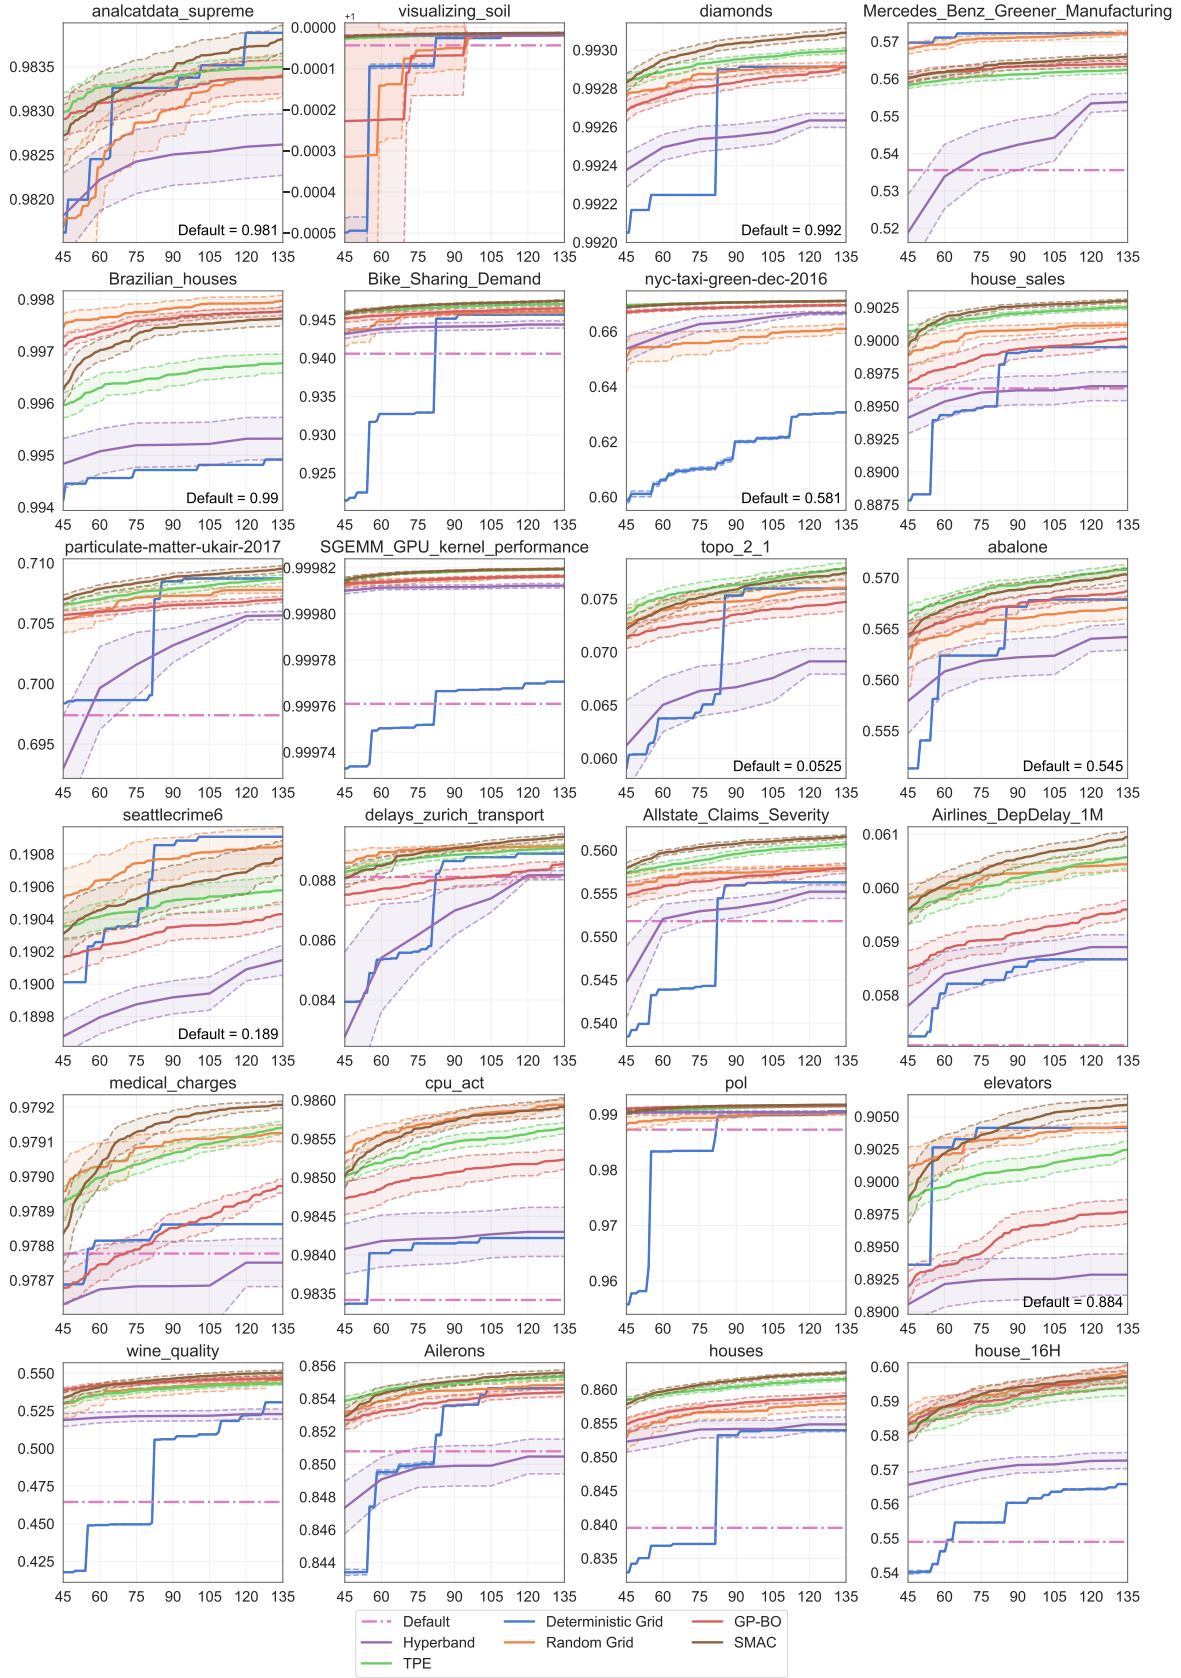 analcatdata_supreme
0.9835
0.9830
0.9825
0.9820
Default = 0.981
45 60 75 90 105 120 135
visualizing_soil
+1
0.0000
−0.0001
−0.0002
−0.0003
−0.0004
−0.0005
45 60 75 90 105 120 135
diamonds
0.9930
0.9928
0.9926
0.9924
0.9922
0.9920
Default = 0.992
45 60 75 90 105 120 135
Mercedes_Benz_Greener_Manufacturing
0.57
0.56
0.55
0.54
0.53
0.52
45 60 75 90 105 120 135
Brazilian_houses
0.998
0.997
0.996
0.995
0.994
Default = 0.99
45 60 75 90 105 120 135
Bike_Sharing_Demand
0.945
0.940
0.935
0.930
0.925
45 60 75 90 105 120 135
nyc-taxi-green-dec-2016
0.66
0.64
0.62
0.60
Default = 0.581
45 60 75 90 105 120 135
house_sales
0.9025
0.9000
0.8975
0.8950
0.8925
0.8900
0.8875
45 60 75 90 105 120 135
particulate-matter-ukair-2017
0.710
0.705
0.700
0.695
45 60 75 90 105 120 135
SGEMM_GPU_kernel_performance
0.99982
0.99980
0.99978
0.99976
0.99974
45 60 75 90 105 120 135
topo_2_1
0.075
0.070
0.065
0.060
Default = 0.0525
45 60 75 90 105 120 135
abalone
0.570
0.565
0.560
0.555
Default = 0.545
45 60 75 90 105 120 135
seattlecrime6
0.1908
0.1906
0.1904
0.1902
0.1900
0.1898
Default = 0.189
45 60 75 90 105 120 135
delays_zurich_transport
0.088
0.086
0.084
45 60 75 90 105 120 135
Allstate_Claims_Severity
0.560
0.555
0.550
0.545
0.540
45 60 75 90 105 120 135
Airlines_DepDelay_1M
0.061
0.060
0.059
0.058
45 60 75 90 105 120 135
medical_charges
0.9792
0.9791
0.9790
0.9789
0.9788
0.9787
45 60 75 90 105 120 135
cpu_act
0.9860
0.9855
0.9850
0.9845
0.9840
0.9835
45 60 75 90 105 120 135
pol
0.99
0.98
0.97
0.96
45 60 75 90 105 120 135
elevators
0.9050
0.9025
0.9000
0.8975
0.8950
0.8925
0.8900
Default = 0.884
45 60 75 90 105 120 135
wine_quality
0.550
0.525
0.500
0.475
0.450
0.425
45 60 75 90 105 120 135
Ailerons
0.856
0.854
0.852
0.850
0.848
0.846
0.844
45 60 75 90 105 120 135
houses
0.860
0.855
0.850
0.845
0.840
0.835
45 60 75 90 105 120 135
house_16H
0.60
0.59
0.58
0.57
0.56
0.55
0.54
45 60 75 90 105 120 135
Default
Hyperband
TPE
Deterministic Grid
Random Grid
GP-BO
SMAC